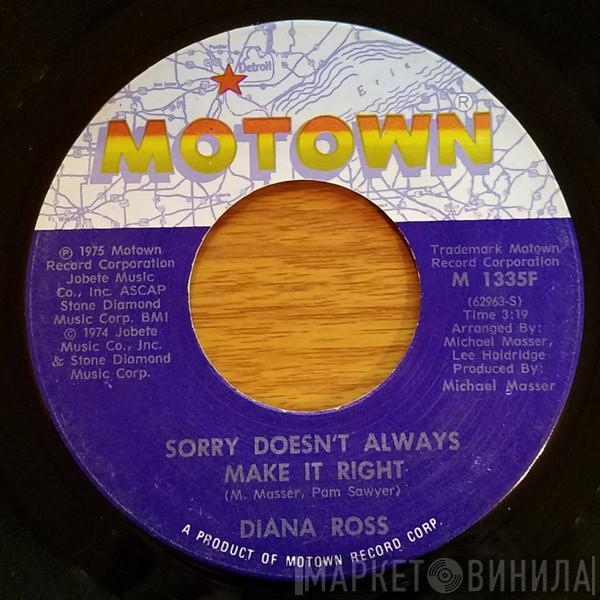 Detroit
Erie
MOTOWN®
℗ 1975 Motown
Record Corporation
Jobete Music
Co., Inc. ASCAP
Stone Diamond
Music Corp. BMI
© 1974 Jobete
Music Co., Inc.
& Stone Diamond
Music Corp.
Trademark Motown
Record Corporation
M 1335F
(62963-S)
Time 3:19
Arranged By:
Michael Masser,
Lee Holdridge
Produced By:
Michael Masser
SORRY DOESN'T ALWAYS
MAKE IT RIGHT
(M. Masser, Pam Sawyer)
DIANA ROSS
A PRODUCT OF MOTOWN RECORD CORP.
МАРКЕТ ВИНИЛА